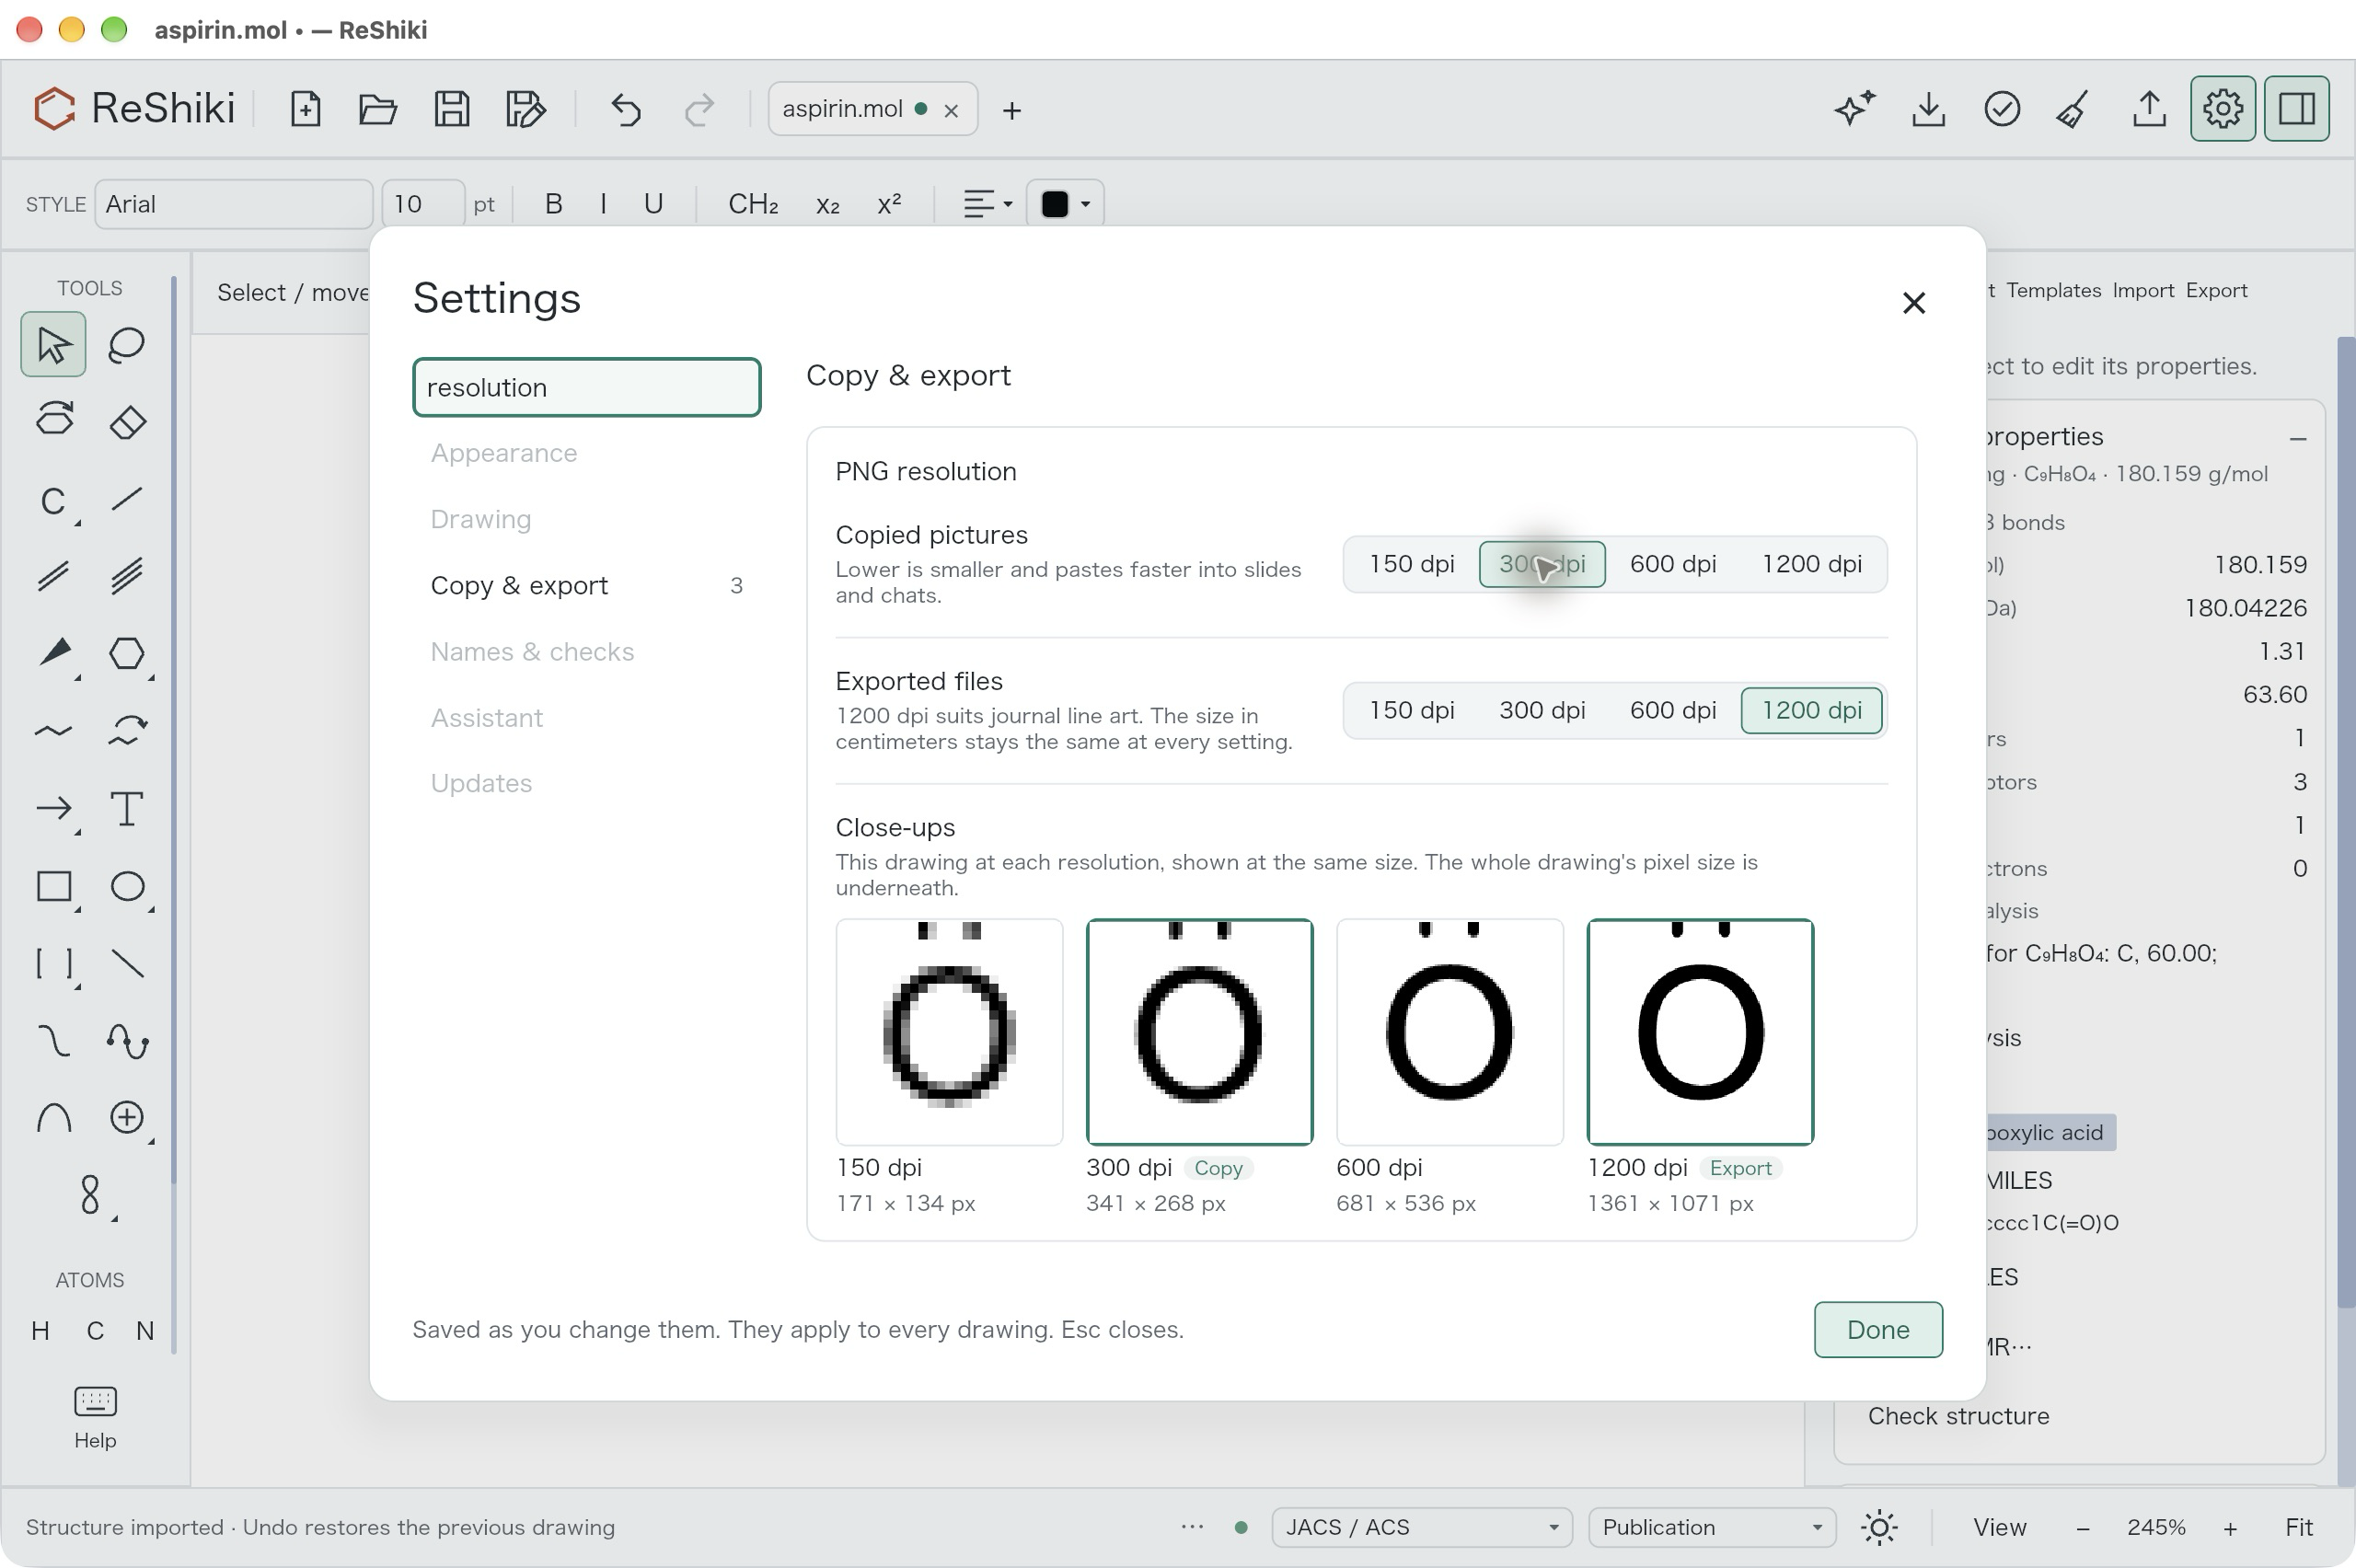 aspirin.mol • — ReShiki
ReShiki
aspirin.mol
STYLE Arial 10 pt B I U CH₂ x₂ x²
TOOLS
Select / move
Settings
resolution
Appearance
Drawing
Copy & export 3
Names & checks
Assistant
Updates
Copy & export
PNG resolution
Copied pictures
Lower is smaller and pastes faster into slides
and chats.
150 dpi 300 dpi 600 dpi 1200 dpi
Exported files
1200 dpi suits journal line art. The size in
centimeters stays the same at every setting.
150 dpi 300 dpi 600 dpi 1200 dpi
Close-ups
This drawing at each resolution, shown at the same size. The whole drawing's pixel size is
underneath.
O O O O
150 dpi 300 dpi Copy 600 dpi 1200 dpi Export
171 × 134 px 341 × 268 px 681 × 536 px 1361 × 1071 px
Saved as you change them. They apply to every drawing. Esc closes.
Done
C
T
ATOMS
H C N
Help
Templates Import Export
to edit its properties.
properties
C₉H₈O₄ · 180.159 g/mol
bonds
180.159
180.04226
1.31
63.60
1
3
1
0
for C₉H₈O₄: C, 60.00;
acid
cccc1C(=O)O
Check structure
Structure imported · Undo restores the previous drawing
··· JACS / ACS Publication View − 245% + Fit